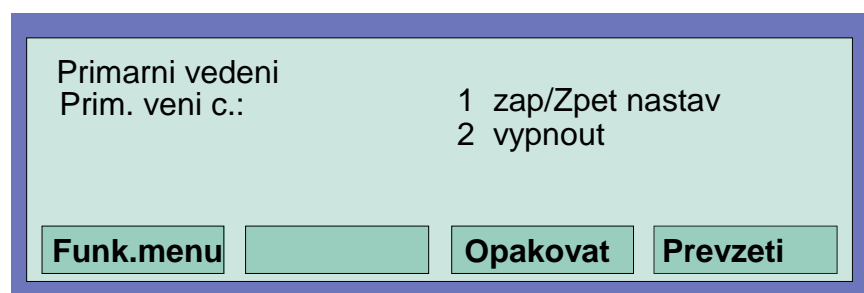 Primarni vedeni
Prim. veni c.: 1 zap/Zpet nastav
2 vypnout
Funk.menu Opakovat Prevzeti